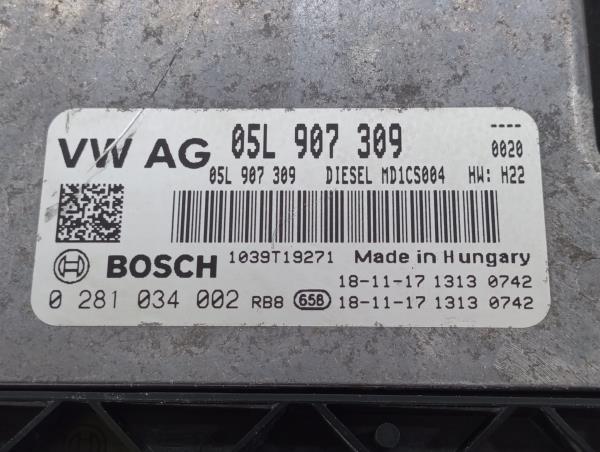 VW AG 05L 907 309 ----
0020
05L 907 309 DIESEL MD1CS004 HW: H22
BOSCH 1039T19271 Made in Hungary
18-11-17 1313 0742
0 281 034 002 RB8 658 18-11-17 1313 0742